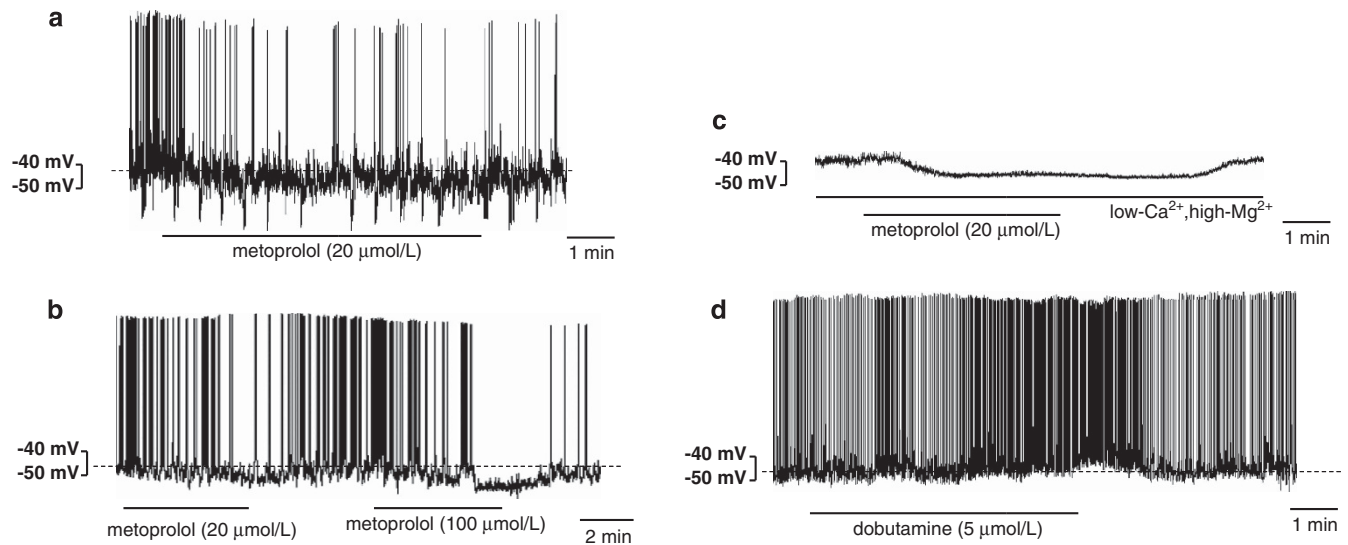 a
-40 mV
-50 mV
metoprolol (20 μmol/L)
1 min
b
-40 mV
-50 mV
metoprolol (20 μmol/L)
metoprolol (100 μmol/L)
2 min
c
-40 mV
-50 mV
low-Ca²⁺,high-Mg²⁺
metoprolol (20 μmol/L)
1 min
d
-40 mV
-50 mV
dobutamine (5 μmol/L)
1 min